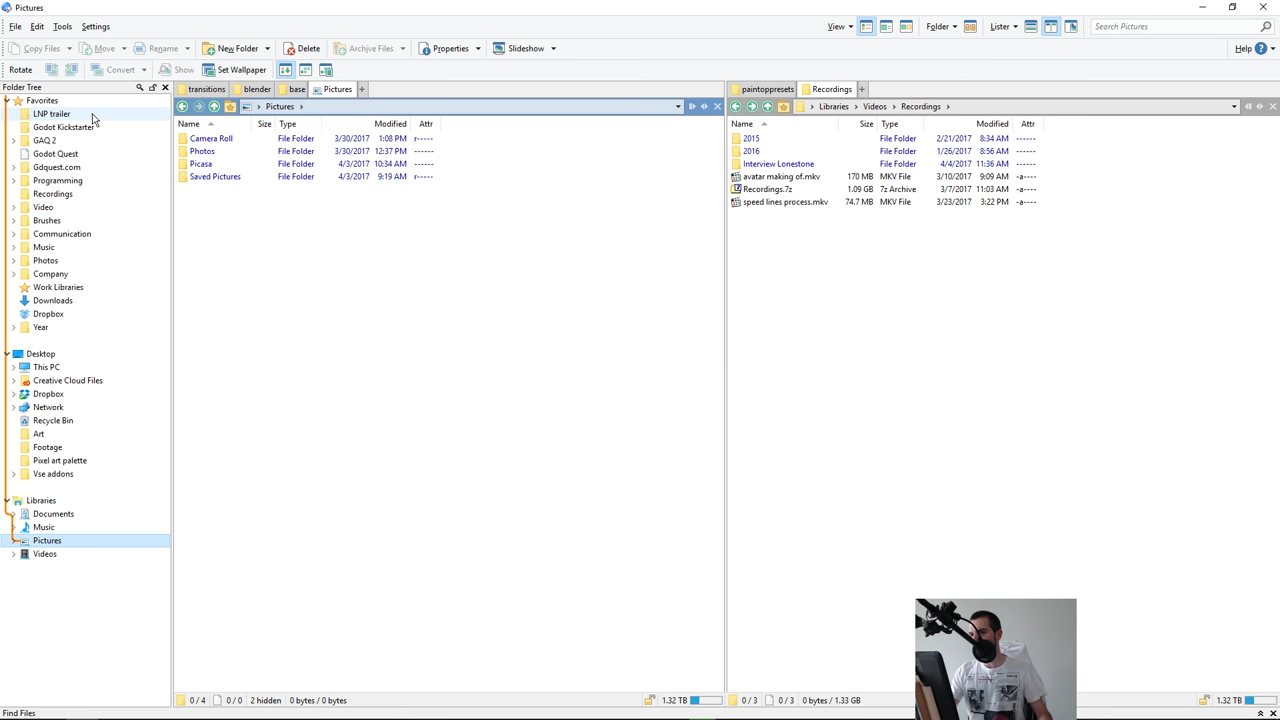 Pictures
File Edit Tools Settings View Folder Lister Search Pictures
Copy Files Move Rename New Folder Delete Archive Files Properties Slideshow Help
Rotate Convert Show Set Wallpaper
Folder Tree
Favorites
LNP trailer
Godot Kickstarter
GAQ 2
Godot Quest
Gdquest.com
Programming
Recordings
Video
Brushes
Communication
Music
Photos
Company
Work Libraries
Downloads
Dropbox
Year
Desktop
This PC
Creative Cloud Files
Dropbox
Network
Recycle Bin
Art
Footage
Pixel art palette
Vse addons
Libraries
Documents
Music
Pictures
Videos
transitions blender base Pictures
Pictures
Name Size Type Modified Attr
Camera Roll File Folder 3/30/2017 1:08 PM r-----
Photos File Folder 3/30/2017 12:37 PM ------
Picasa File Folder 4/3/2017 10:34 AM ------
Saved Pictures File Folder 4/3/2017 9:19 AM r-----
0 / 4 0 / 0 2 hidden 0 bytes / 0 bytes 1.32 TB
paintoppresets Recordings
Libraries Videos Recordings
Name Size Type Modified Attr
2015 File Folder 2/21/2017 8:34 AM ------
2016 File Folder 1/26/2017 8:56 AM ------
Interview Lonestone File Folder 4/4/2017 11:36 AM ------
avatar making of.mkv 170 MB MKV File 3/10/2017 9:09 AM -a----
Recordings.7z 1.09 GB 7z Archive 3/7/2017 11:03 AM -a----
speed lines process.mkv 74.7 MB MKV File 3/23/2017 3:22 PM -a----
0 / 3 0 / 3 0 bytes / 1.33 GB 1.32 TB
Find Files